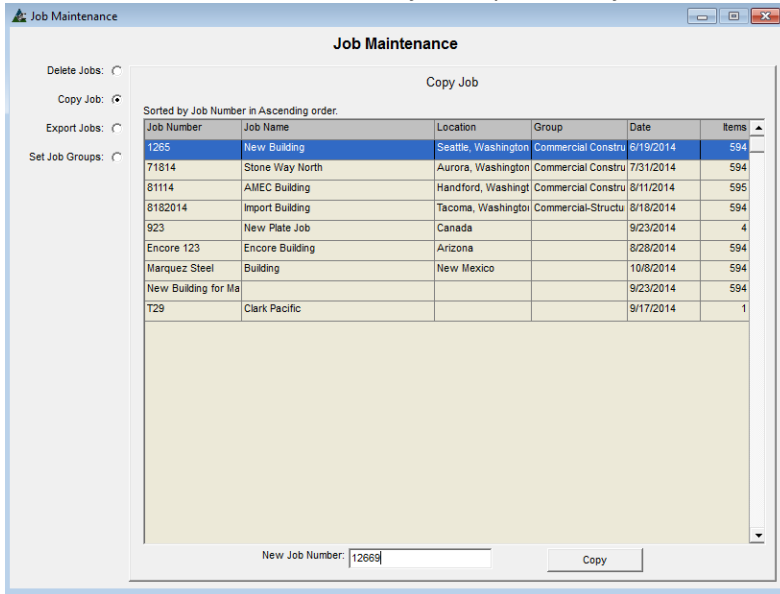 Job Maintenance
Job Maintenance
Delete Jobs:
Copy Job:
Export Jobs:
Set Job Groups:
Copy Job
Sorted by Job Number in Ascending order.
Job Number Job Name Location Group Date Items
1265 New Building Seattle, Washington Commercial Constru 6/19/2014 594
71814 Stone Way North Aurora, Washington Commercial Constru 7/31/2014 594
81114 AMEC Building Handford, Washingt Commercial Constru 8/11/2014 595
8182014 Import Building Tacoma, Washingtor Commercial-Structu 8/18/2014 594
923 New Plate Job Canada 9/23/2014 4
Encore 123 Encore Building Arizona 8/28/2014 594
Marquez Steel Building New Mexico 10/8/2014 594
New Building for Ma 9/23/2014 594
T29 Clark Pacific 9/17/2014 1
New Job Number: 12669 Copy